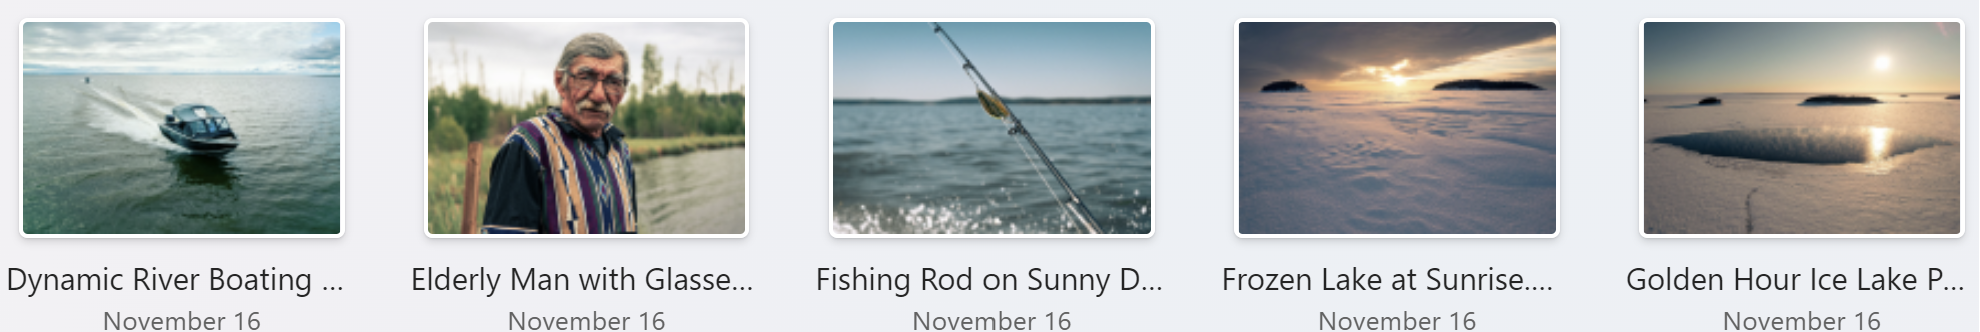 Dynamic River Boating ...
Elderly Man with Glasse...
Fishing Rod on Sunny D...
Frozen Lake at Sunrise....
Golden Hour Ice Lake P...
November 16
November 16
November 16
November 16
November 16